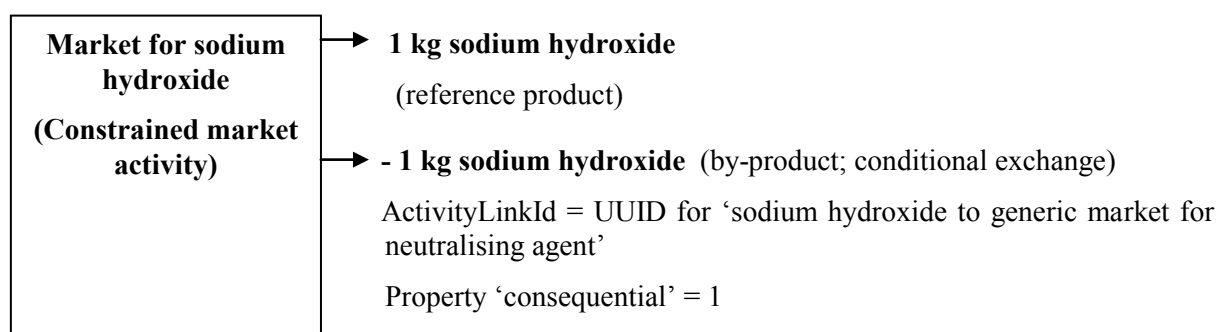 Market for sodium
hydroxide
(Constrained market
activity)
1 kg sodium hydroxide
(reference product)
- 1 kg sodium hydroxide (by-product; conditional exchange)
ActivityLinkId = UUID for ‘sodium hydroxide to generic market for
neutralising agent’
Property ‘consequential’ = 1